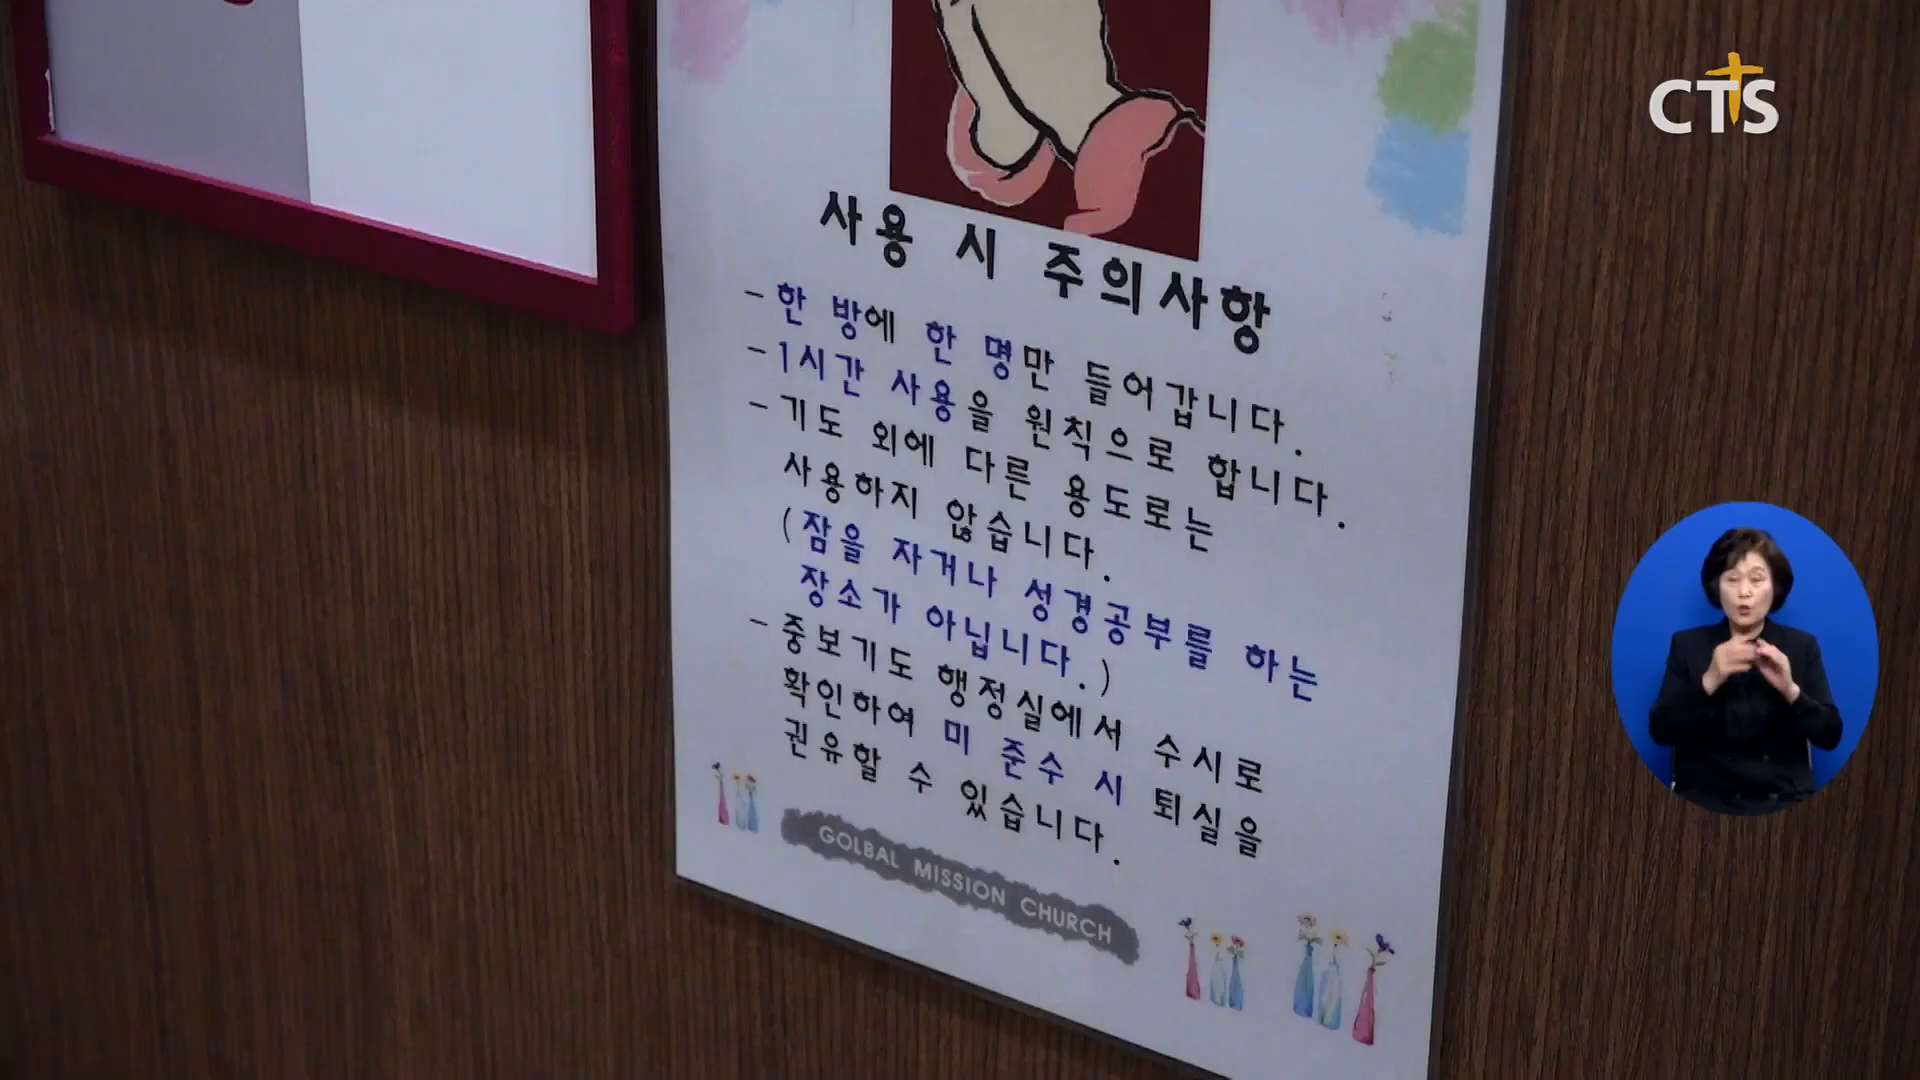 CTS
사용 시 주의사항
- 한 방에 한 명만 들어갑니다.
- 1시간 사용을 원칙으로 합니다.
- 기도 외에 다른 용도로는
사용하지 않습니다.
(잠을 자거나 성경공부를 하는
장소가 아닙니다.)
- 중보기도 행정실에서 수시로
확인하여 미 준수 시 퇴실을
권유할 수 있습니다.
GOLBAL MISSION CHURCH